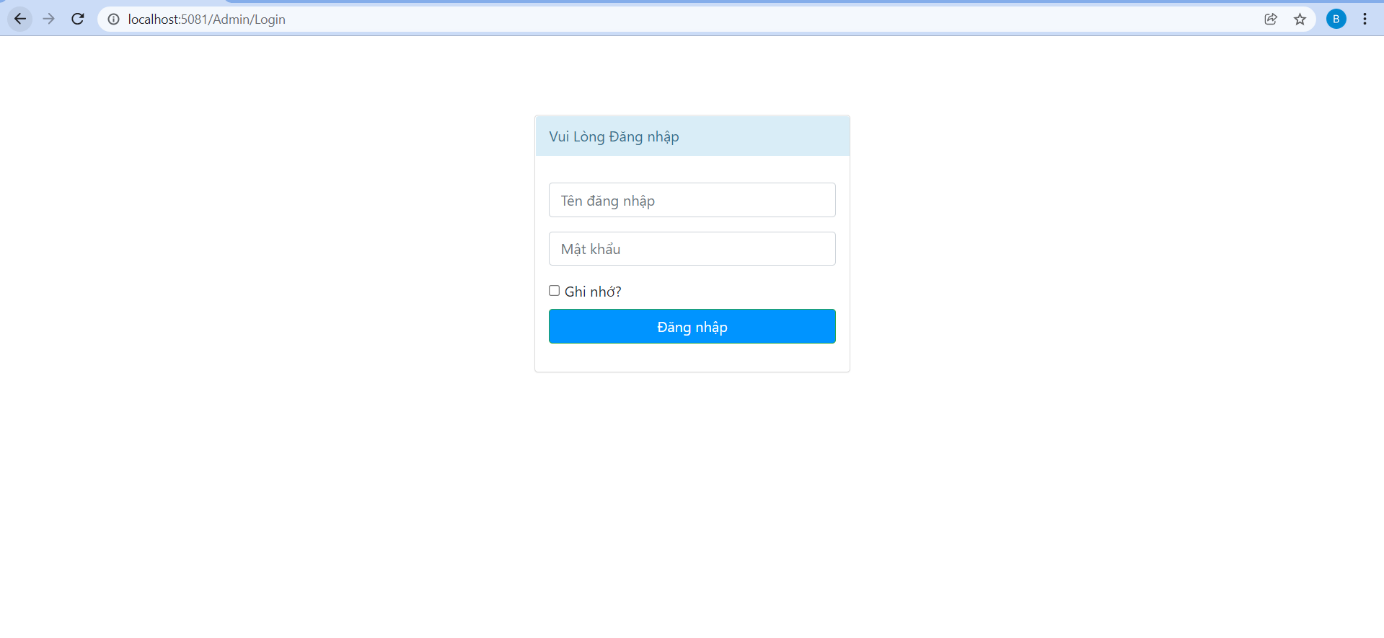 localhost:5081/Admin/Login
B
Vui Lòng Đăng nhập
Tên đăng nhập
Mật khẩu
Ghi nhớ?
Đăng nhập